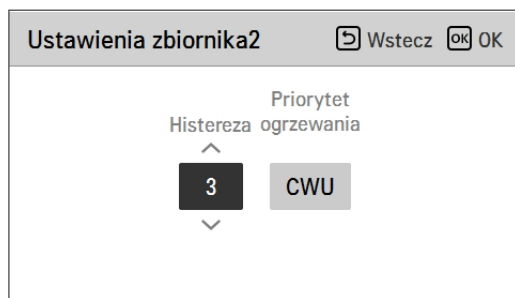 Ustawienia zbiornika2 Wstecz OK OK
Priorytet
Histereza ogrzewania
3 CWU